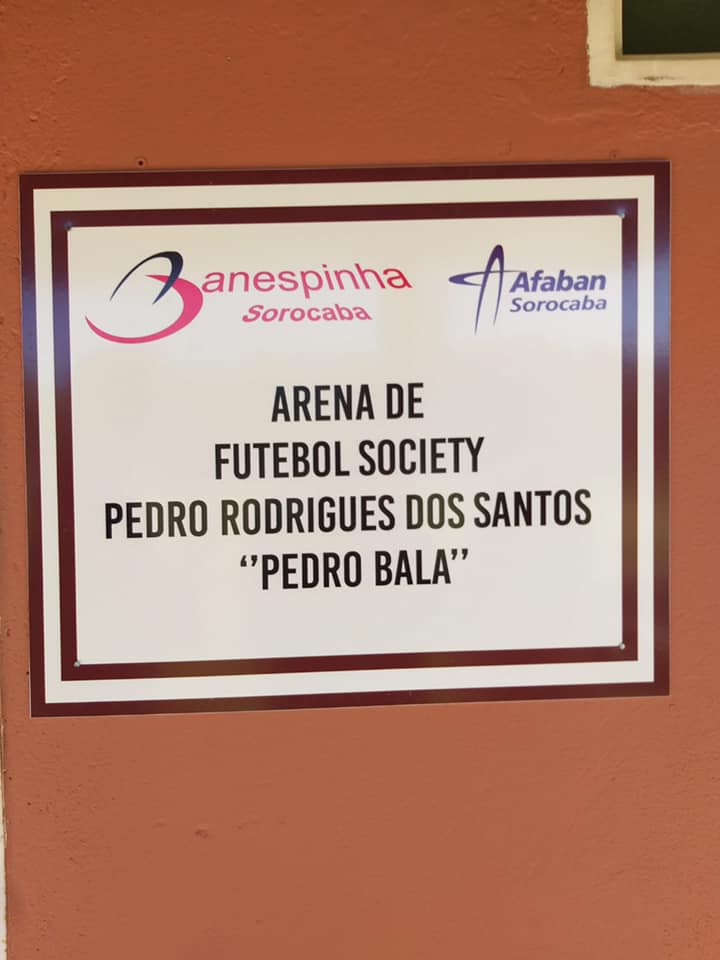 Banespinha
Sorocaba
Afaban
Sorocaba
ARENA DE
FUTEBOL SOCIETY
PEDRO RODRIGUES DOS SANTOS
‘’PEDRO BALA’’